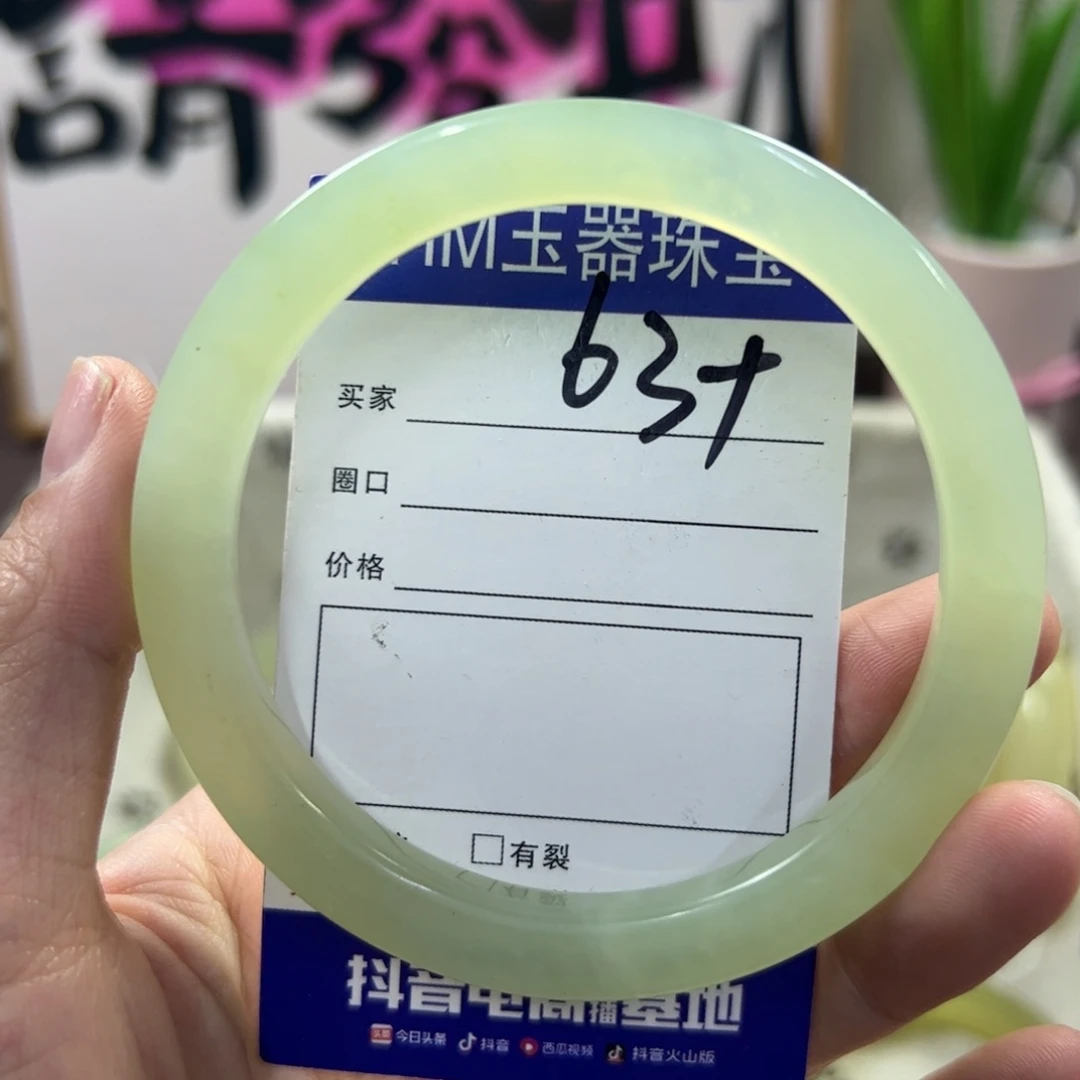 請
M玉器珠宝
63+
买家
圈口
价格
有裂
抖音电商直播基地
今日头条 抖音 西瓜视频 抖音火山版